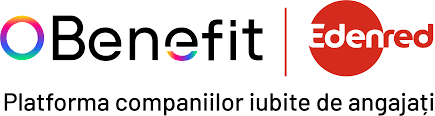 Benefit Edenred
Platforma companiilor iubite de angajați